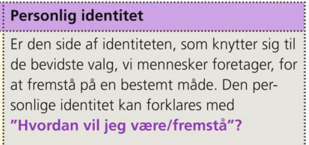 Personlig identitet
Er den side af identiteten, som knytter sig til
de bevidste valg, vi mennesker foretager, for
at fremstå på en bestemt måde. Den per-
sonlige identitet kan forklares med
”Hvordan vil jeg være/fremstå”?